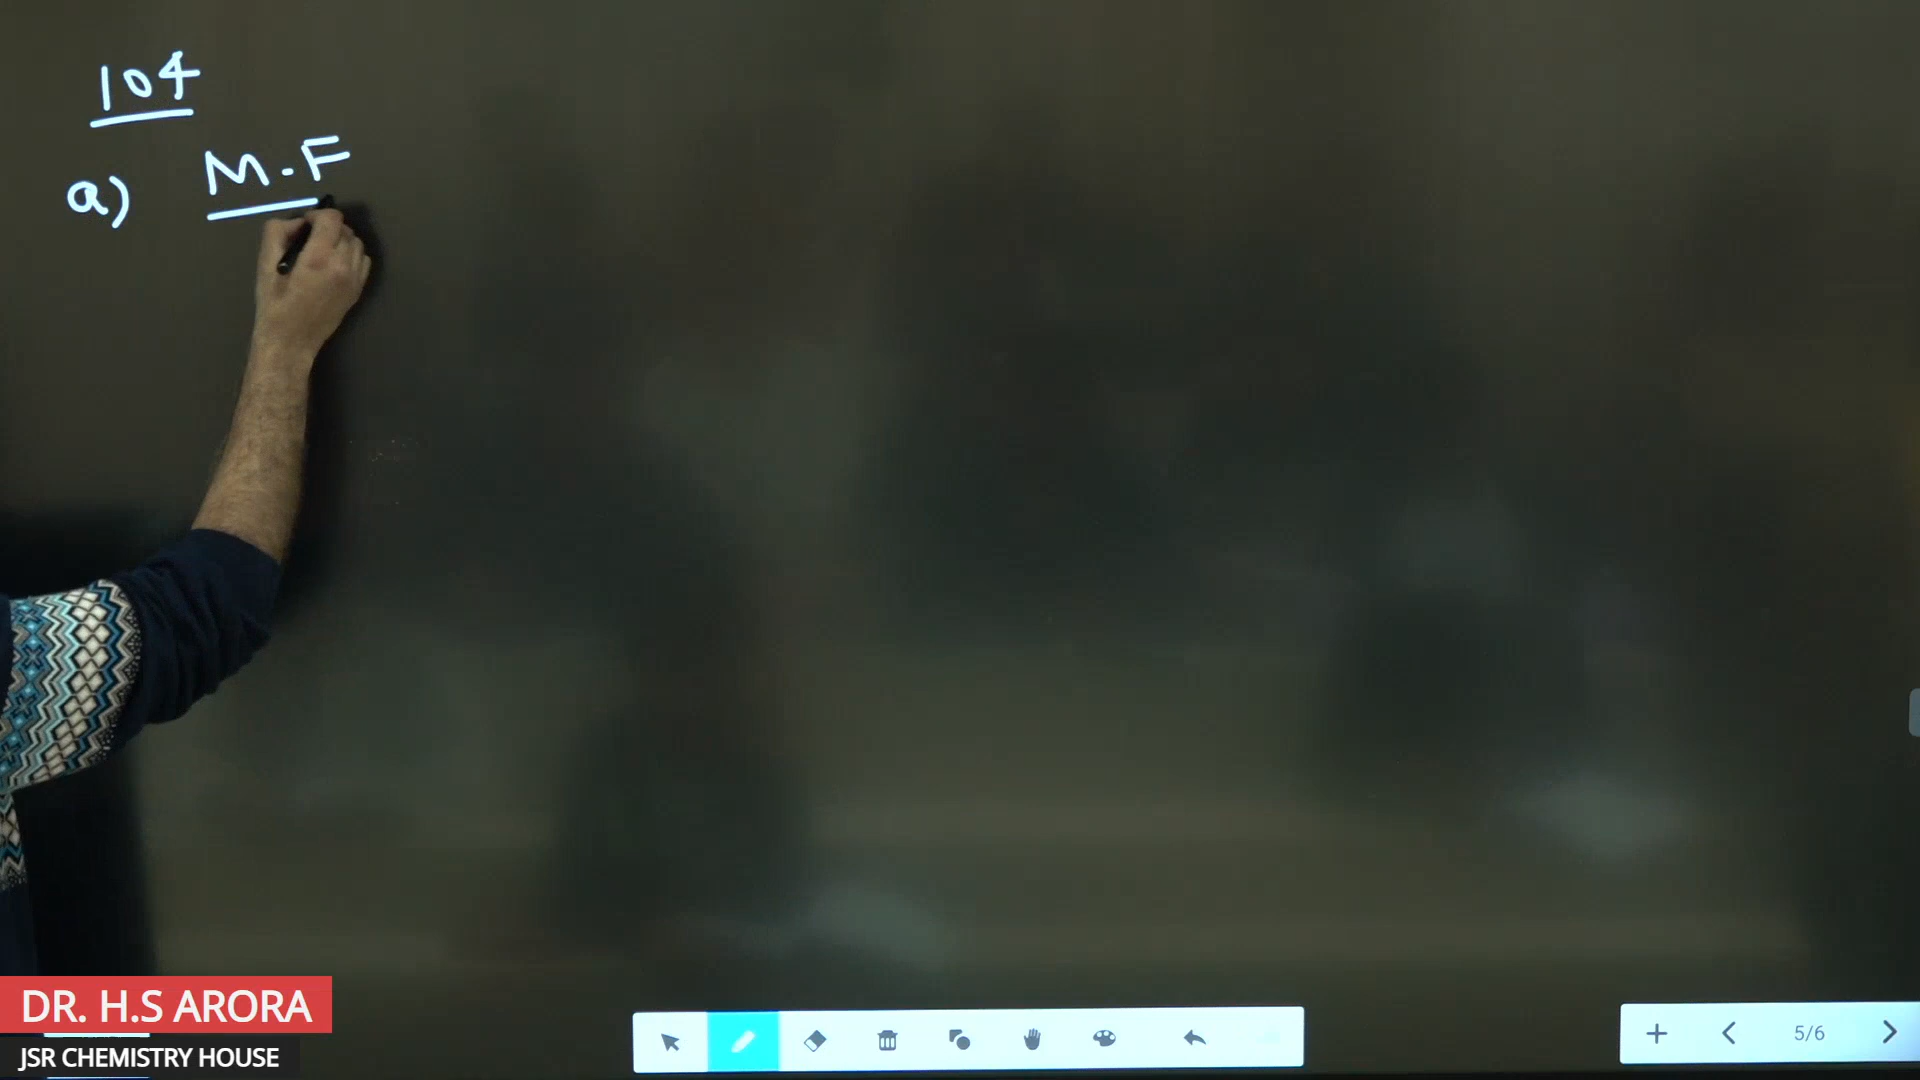 104
a) M.F
DR. H.S ARORA
JSR CHEMISTRY HOUSE
5/6